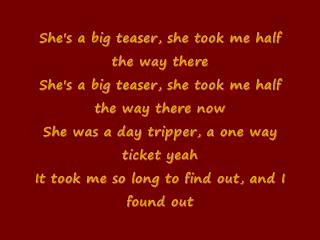 She's a big teaser, she took me half
the way there
She's a big teaser, she took me half
the way there now
She was a day tripper, a one way
ticket yeah
It took me so long to find out, and I
found out